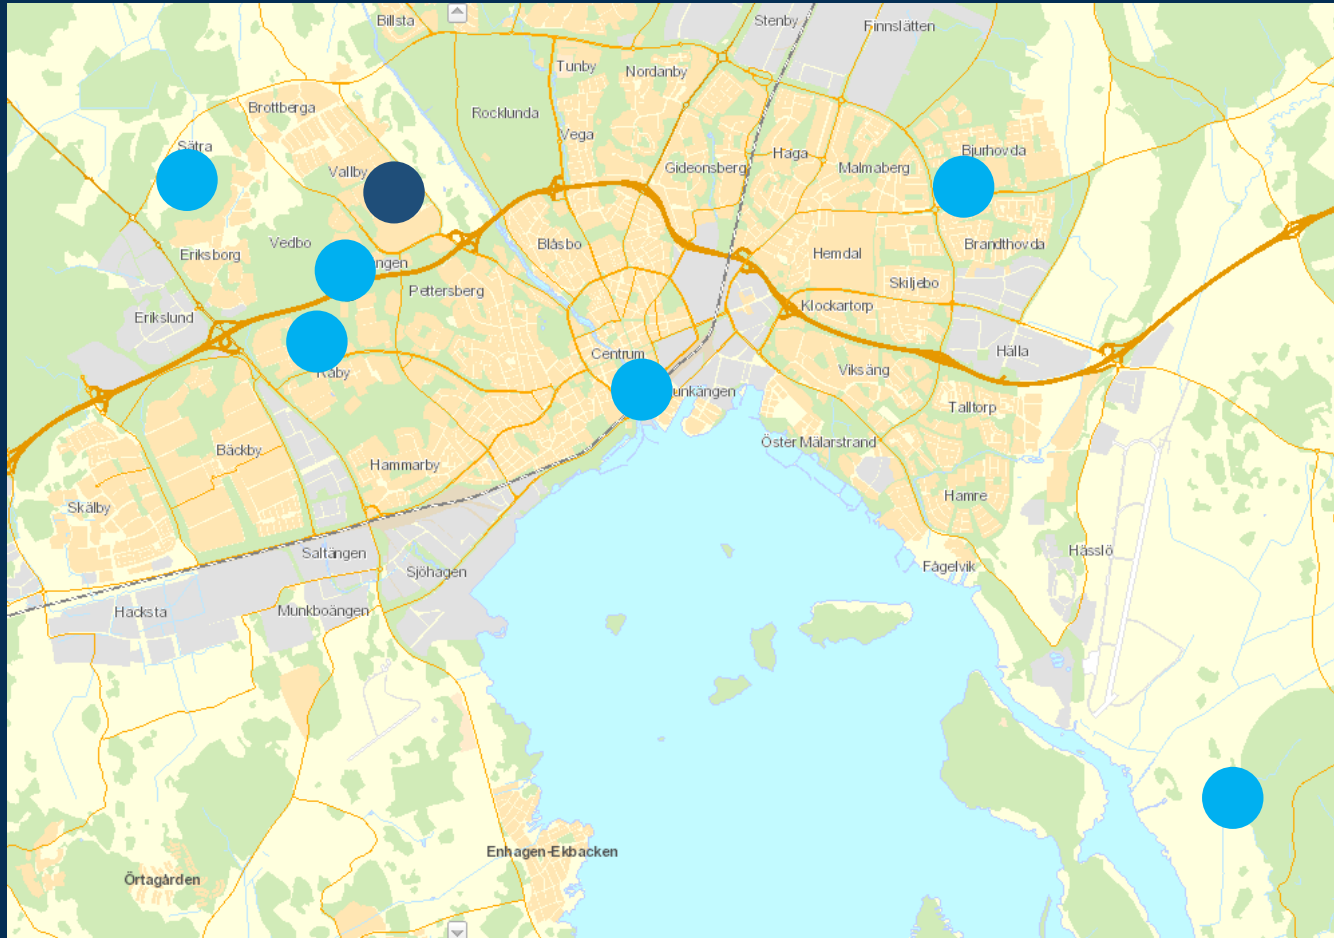 Billsta
Stenby
Finnslätten
Tunby
Nordanby
Brottberga
Rocklunda
Vega
Sätra
Haga
Bjurhovda
Vallby
Gideonsberg
Malmaberg
Vedbo
Blåsbo
Brandthovda
Eriksborg
Hemdal
ngen
Skiljebo
Pettersberg
Klockartorp
Erikslund
Centrum
Hälla
Viksäng
Råby
unkängen
Talltorp
Öster Mälarstrand
Bäckby
Hammarby
Hamre
Skälby
Saltängen
Hässlö
Sjöhagen
Fågelvik
Hacksta
Munkboängen
Enhagen-Ekbacken
Örtagården